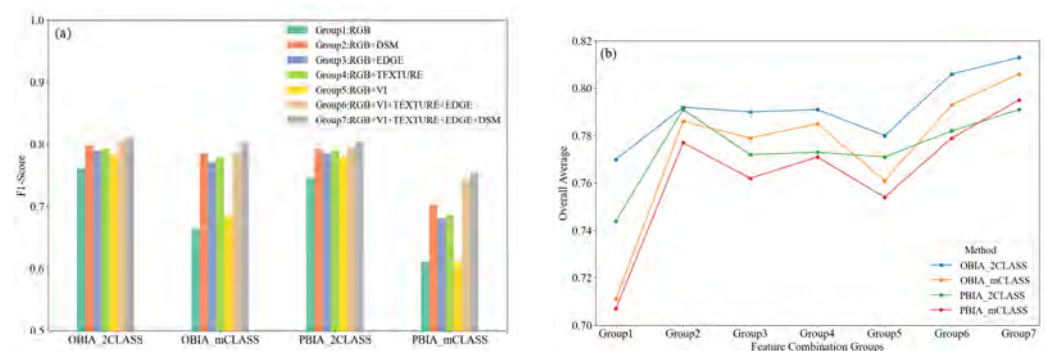 (a)
1.0
0.9
0.8
0.7
0.6
0.5
F1-Score
Group1:RGB
Group2:RGB+DSM
Group3:RGB+EDGE
Group4:RGB+TEXTURE
Group5:RGB+VI
Group6:RGB+VI+TEXTURE+EDGE
Group7:RGB+VI+TEXTURE+EDGE+DSM
OBIA_2CLASS
OBIA_mCLASS
PBIA_2CLASS
PBIA_mCLASS
(b)
0.82
0.80
0.78
0.76
0.74
0.72
0.70
Overall Average
Method
OBIA_2CLASS
OBIA_mCLASS
PBIA_2CLASS
PBIA_mCLASS
Group1
Group2
Group3
Group4
Group5
Group6
Group7
Feature Combination Groups